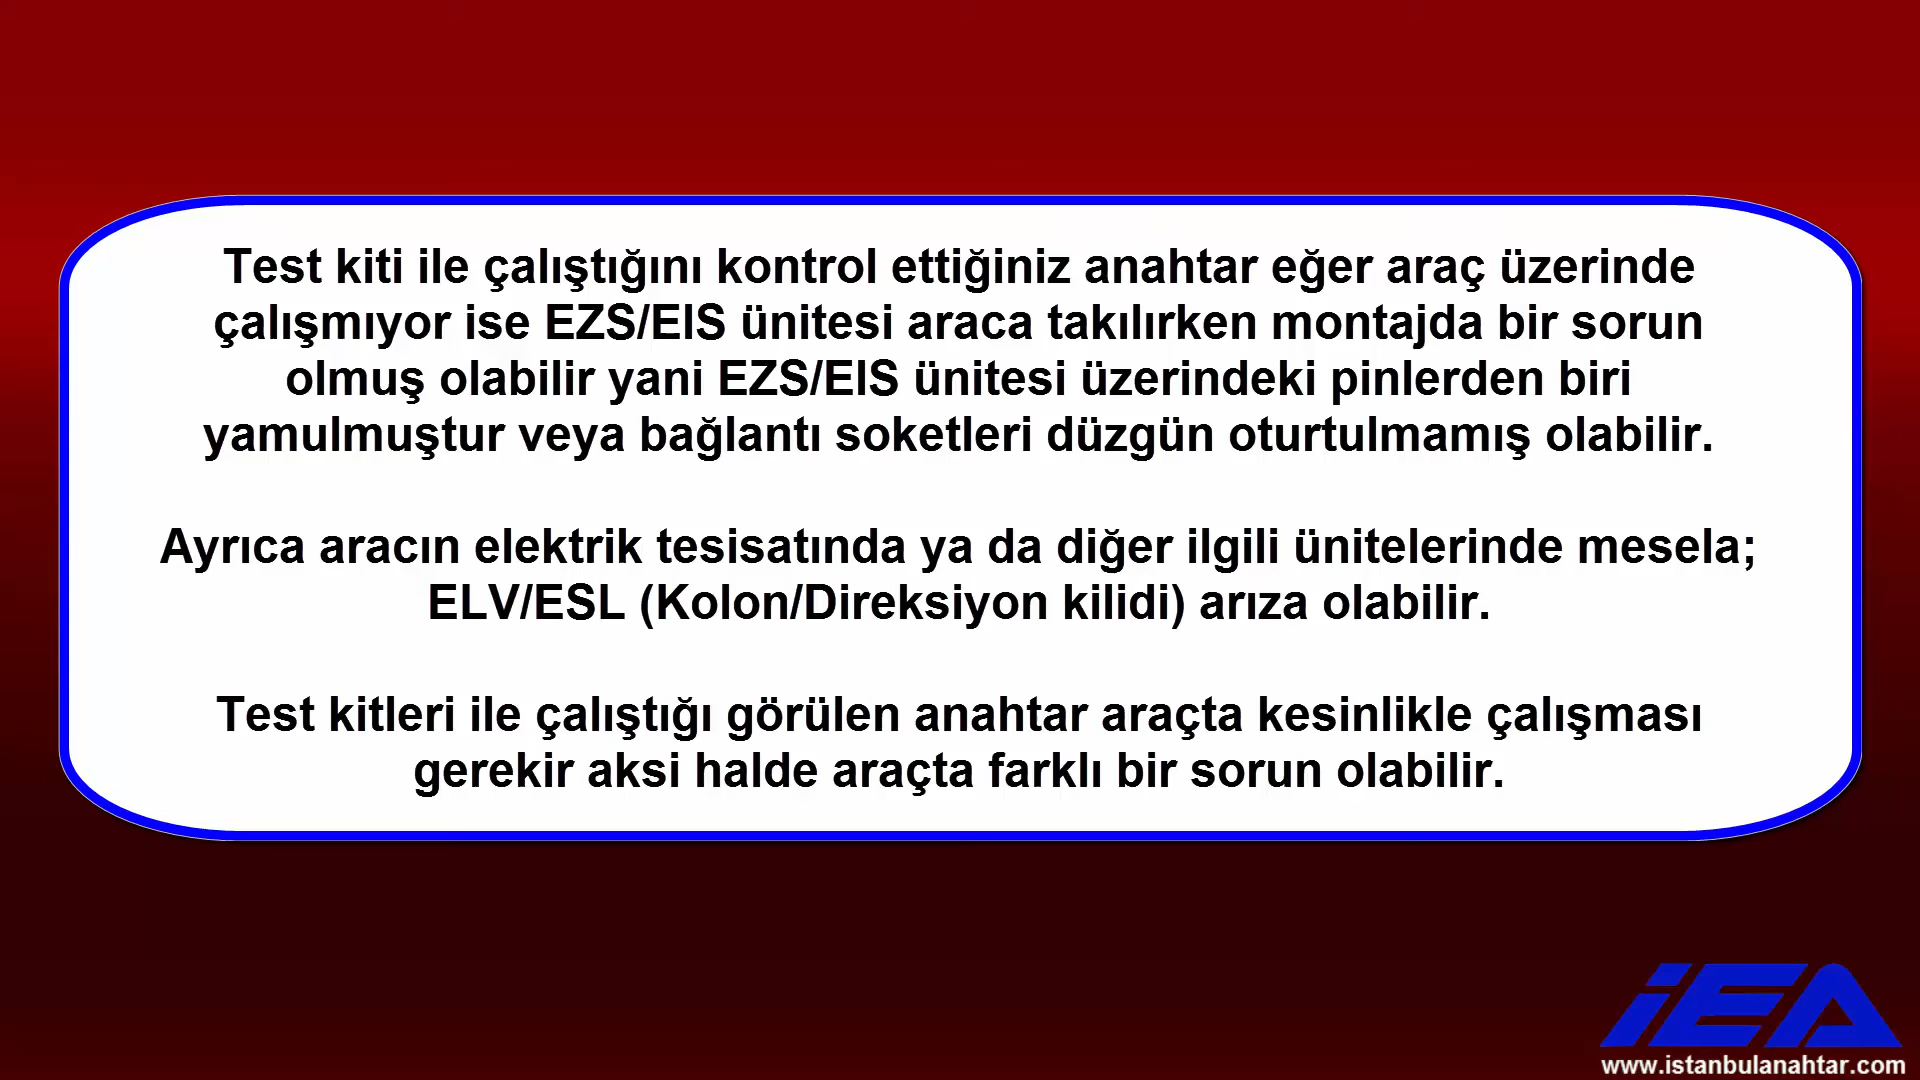 Test kiti ile çalıştığını kontrol ettiğiniz anahtar eğer araç üzerinde
çalışmıyor ise EZS/EIS ünitesi araca takılırken montajda bir sorun
olmuş olabilir yani EZS/EIS ünitesi üzerindeki pinlerden biri
yamulmuştur veya bağlantı soketleri düzgün oturtulmamış olabilir.
Ayrıca aracın elektrik tesisatında ya da diğer ilgili ünitelerinde mesela;
ELV/ESL (Kolon/Direksiyon kilidi) arıza olabilir.
Test kitleri ile çalıştığı görülen anahtar araçta kesinlikle çalışması
gerekir aksi halde araçta farklı bir sorun olabilir.
iEA
www.istanbulanahtar.com